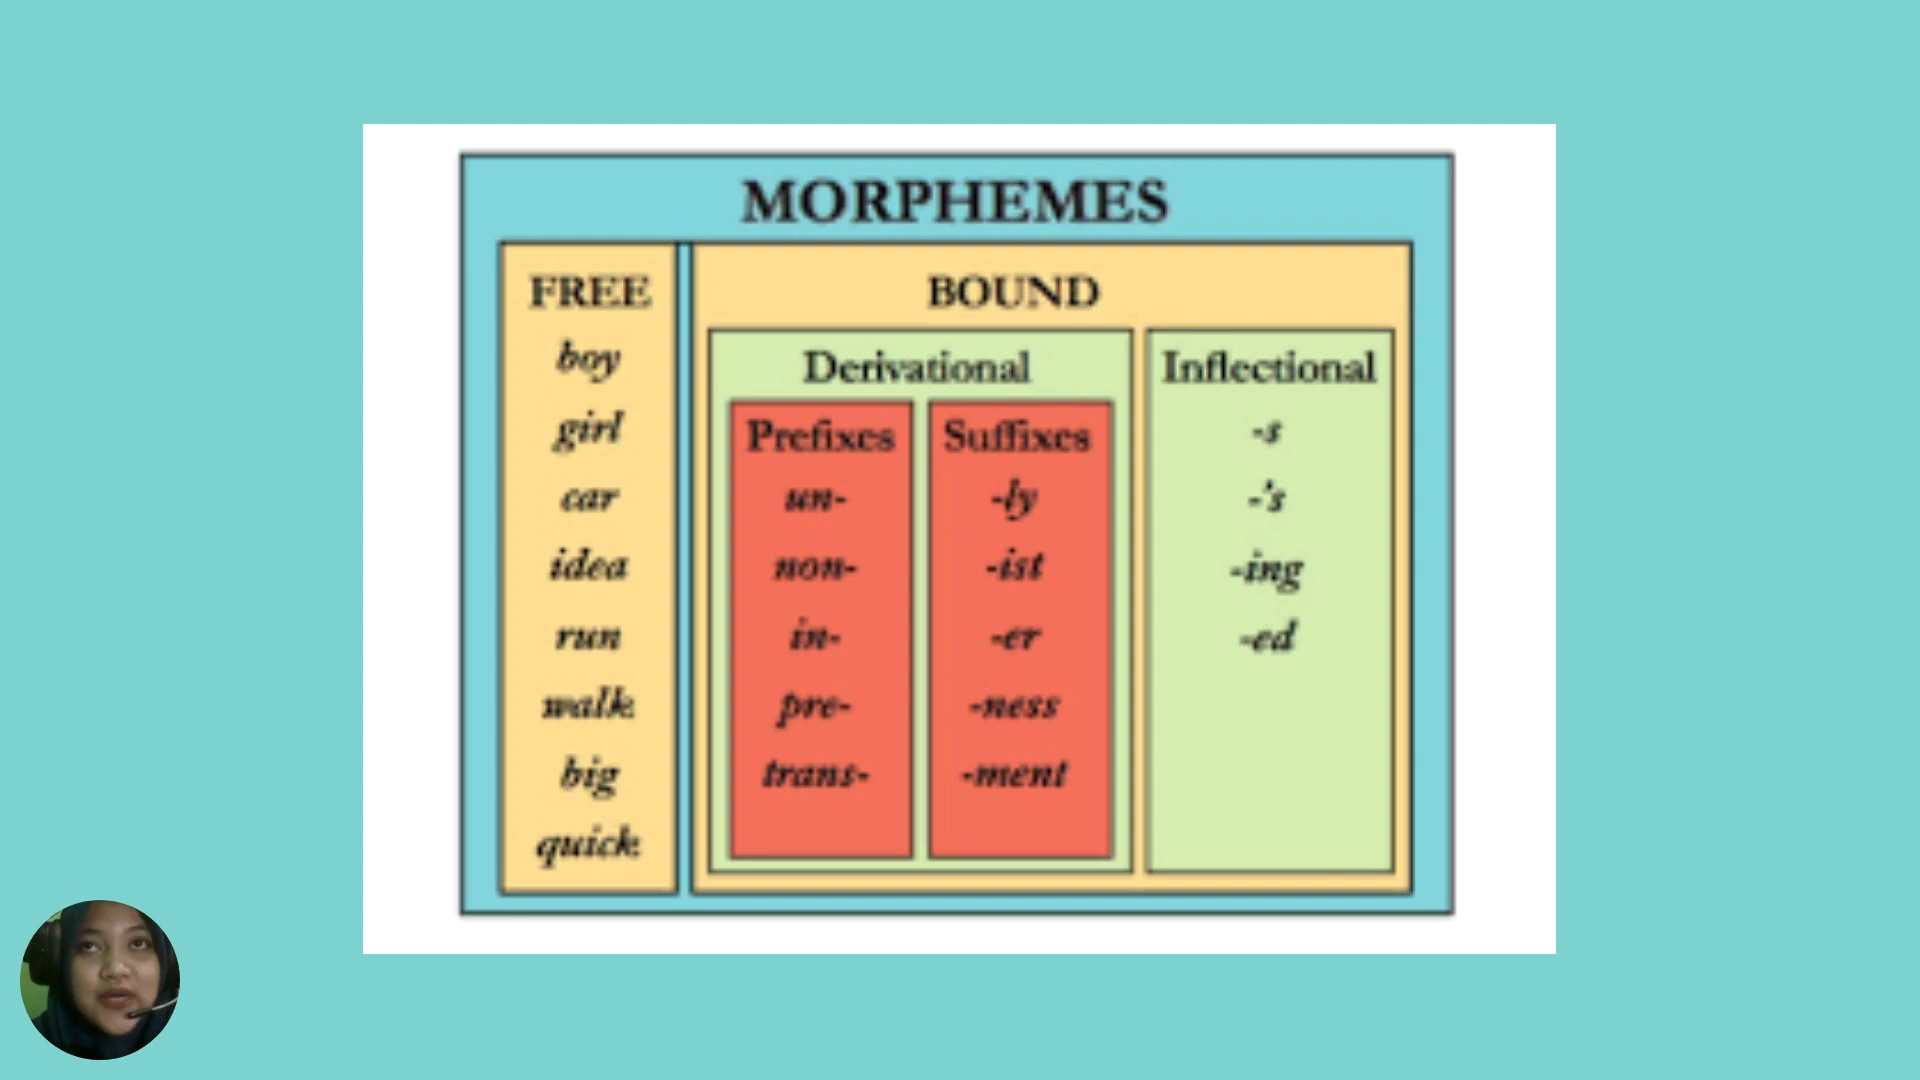 MORPHEMES
FREE
boy
girl
car
idea
run
walk
big
quick
BOUND
Derivational
Prefixes
un-
non-
in-
pre-
trans-
Suffixes
-ly
-ist
-er
-ness
-ment
Inflectional
-s
-'s
-ing
-ed